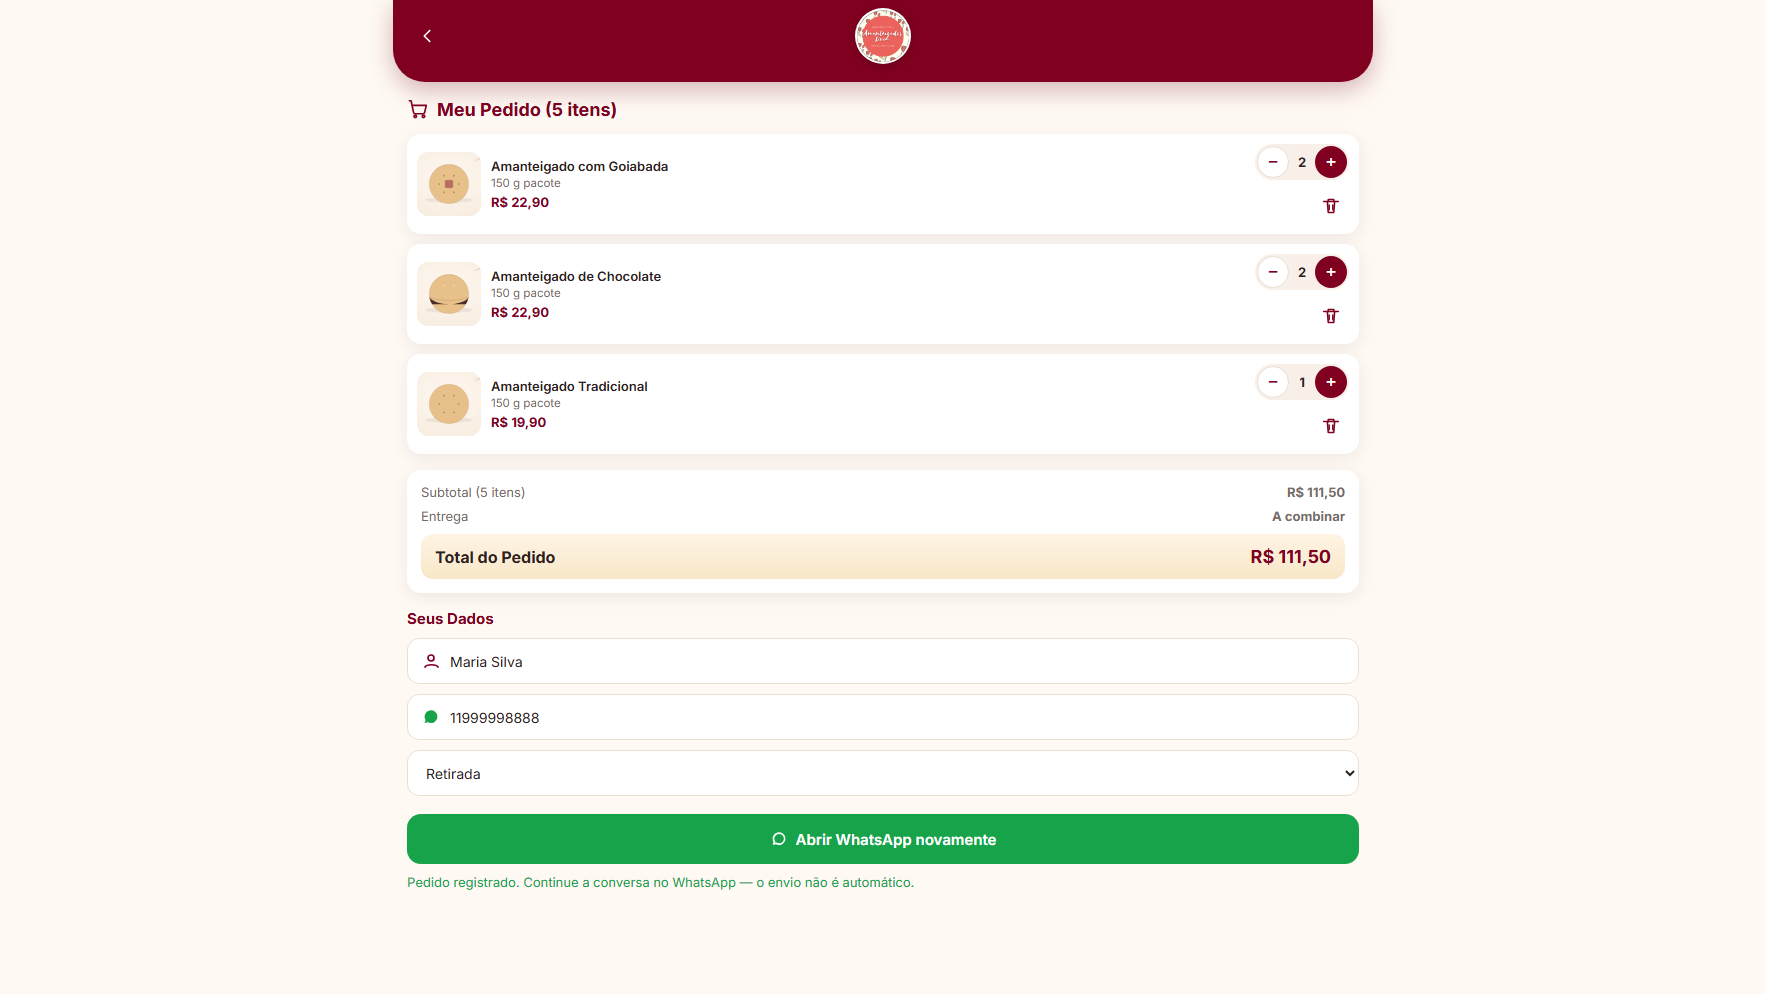 Meu Pedido (5 itens)
Amanteigado com Goiabada
150 g pacote
R$ 22,90
− 2 +
Amanteigado de Chocolate
150 g pacote
R$ 22,90
− 2 +
Amanteigado Tradicional
150 g pacote
R$ 19,90
− 1 +
Subtotal (5 itens) R$ 111,50
Entrega A combinar
Total do Pedido R$ 111,50
Seus Dados
Maria Silva
11999998888
Retirada
Abrir WhatsApp novamente
Pedido registrado. Continue a conversa no WhatsApp — o envio não é automático.